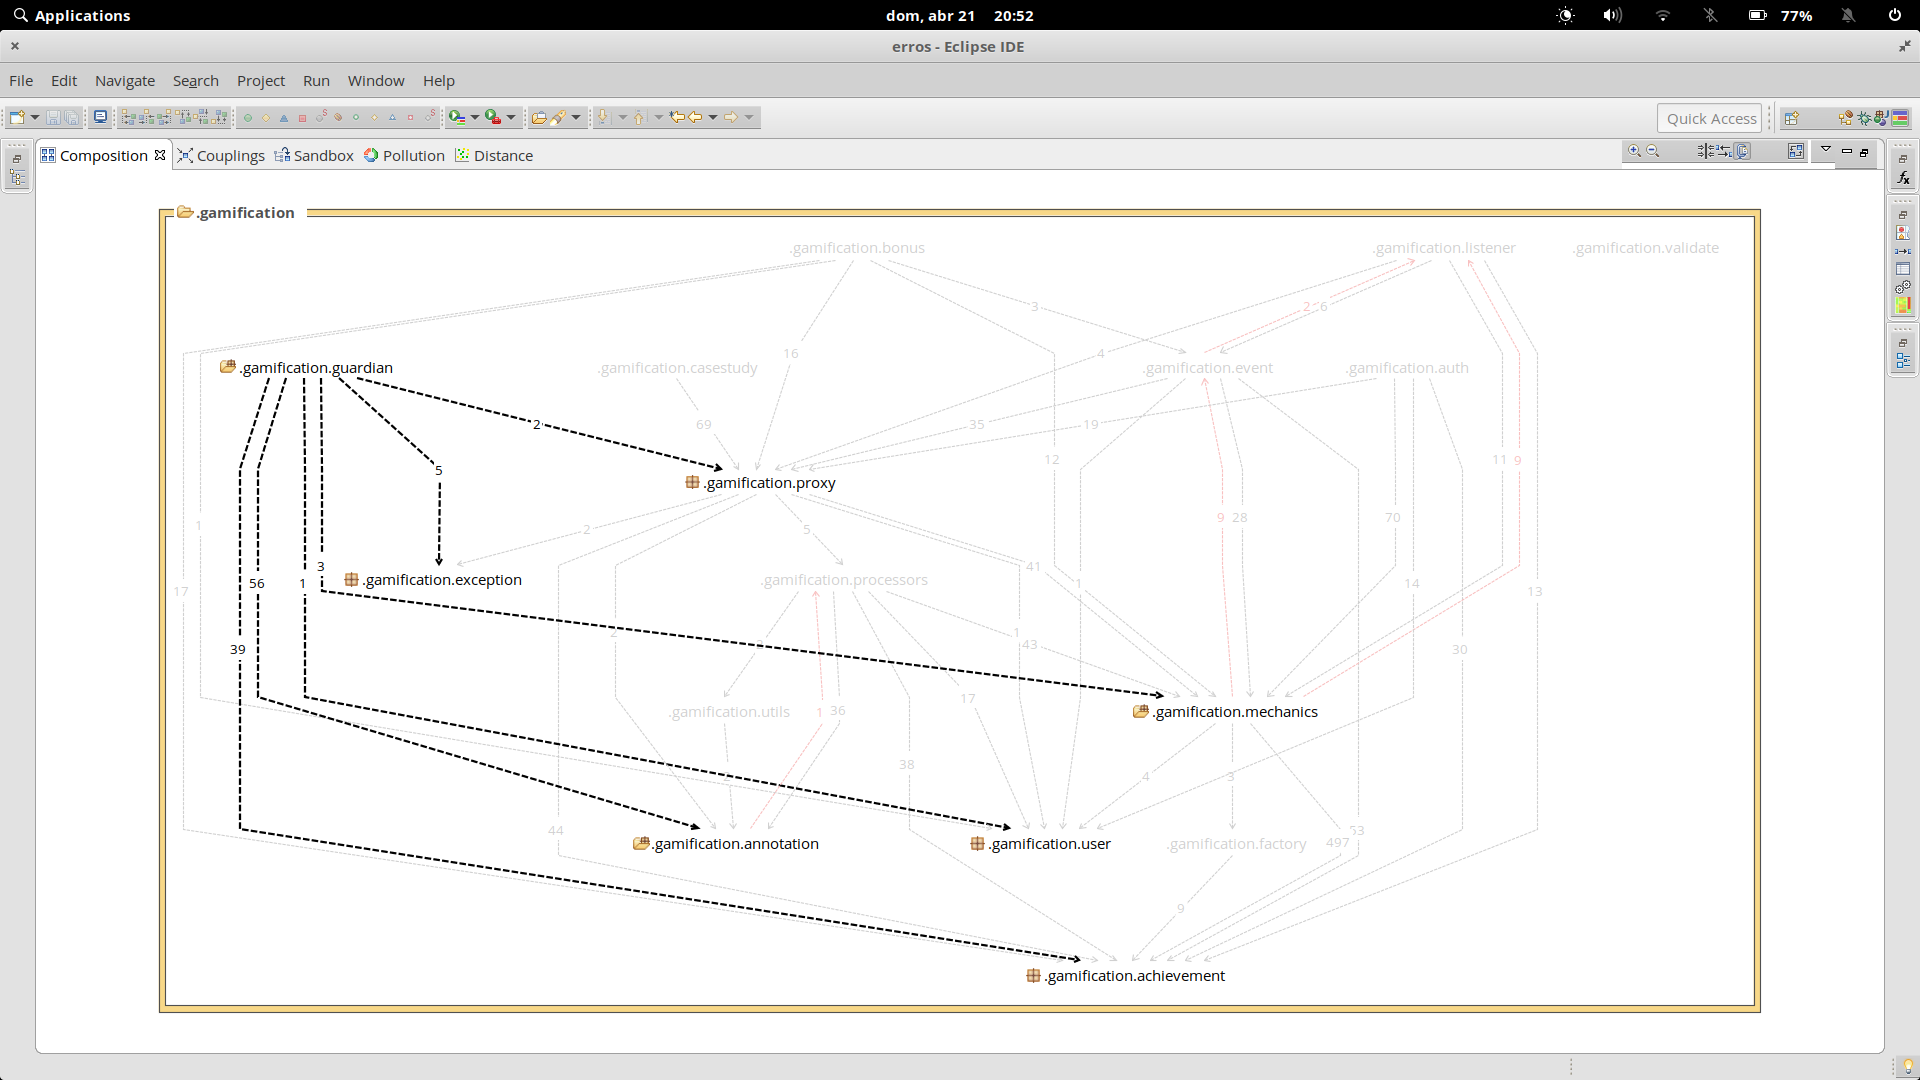 Applications
dom, abr 21 20:52
77%
erros - Eclipse IDE
File Edit Navigate Search Project Run Window Help
Quick Access
Composition Couplings Sandbox Pollution Distance
.gamification
.gamification.bonus .gamification.listener .gamification.validate
3 2 6
16 4
.gamification.guardian .gamification.casestudy .gamification.event .gamification.auth
2 69 35 19
5 12 11 9
.gamification.proxy
1 2 5 9 28 70
3 41
.gamification.exception .gamification.processors
17 56 1 1 14 13
2 1 43
39 2 30
17
.gamification.utils 1 36 .gamification.mechanics
38 2 4 3
44 53
.gamification.annotation .gamification.user .gamification.factory 497
9
.gamification.achievement